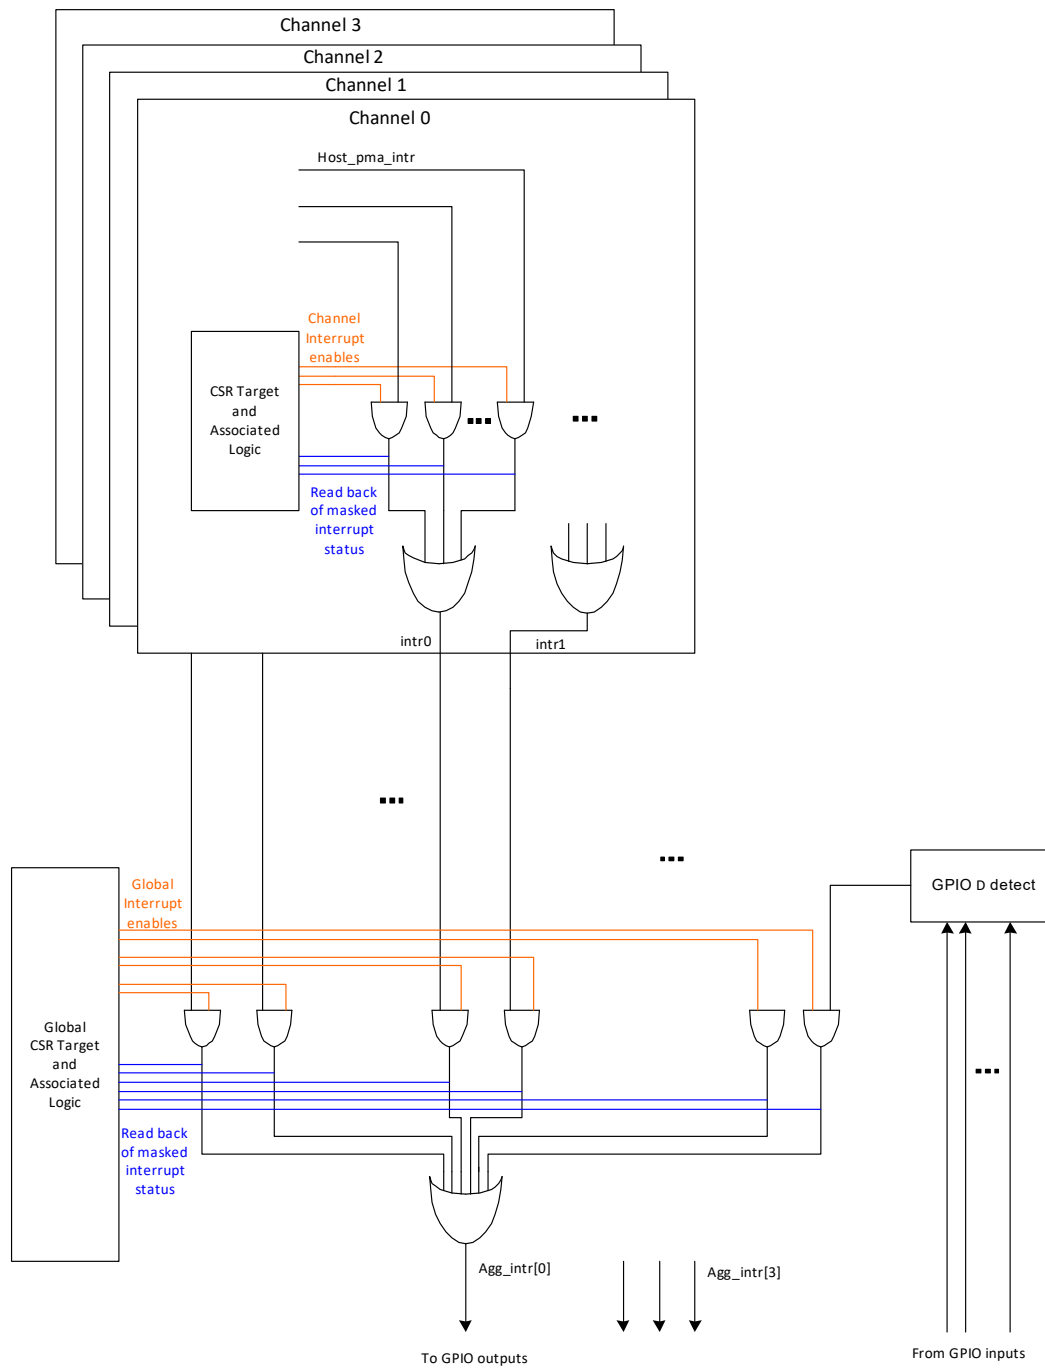 Channel 3
Channel 2
Channel 1
Channel 0
Host_pma_intr
Channel
Interrupt
enables
CSR Target
and
Associated
Logic
Read back
of masked
interrupt
status
intr0
intr1
Global
Interrupt
enables
GPIO D detect
Global
CSR Target
and
Associated
Logic
Read back
of masked
interrupt
status
Agg_intr[0]
Agg_intr[3]
To GPIO outputs
From GPIO inputs